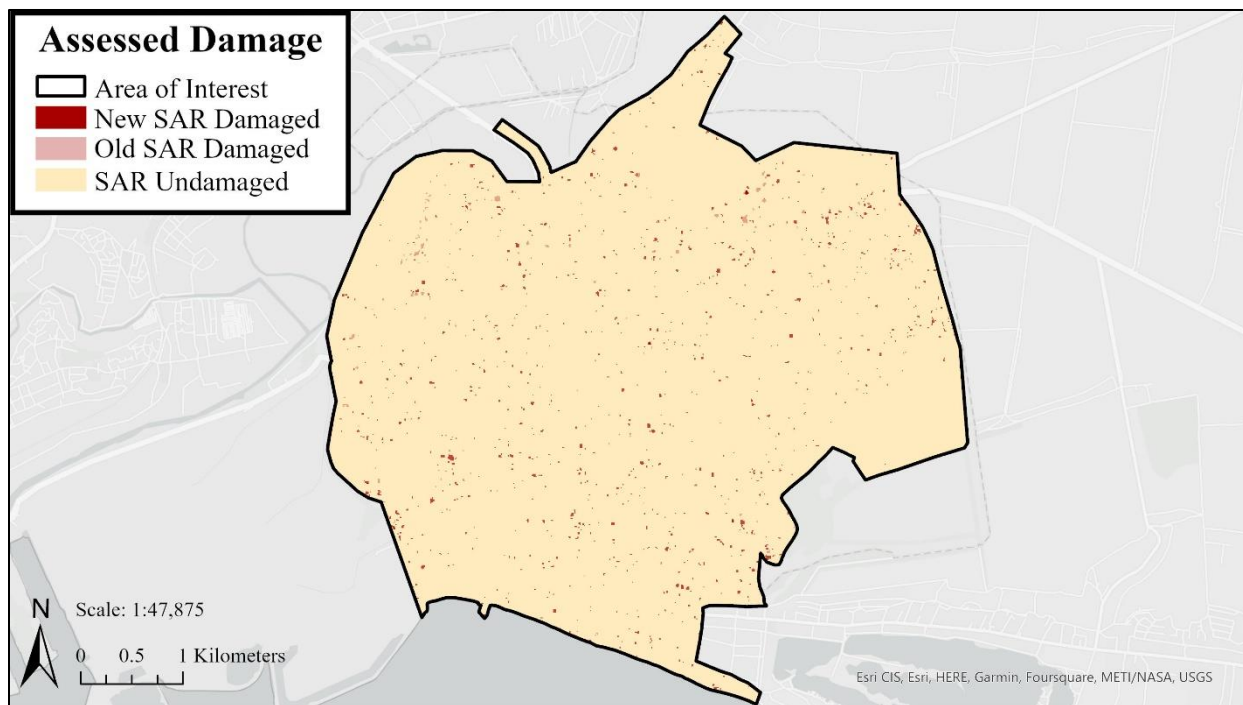 Assessed Damage
Area of Interest
New SAR Damaged
Old SAR Damaged
SAR Undamaged
N
Scale: 1:47,875
0 0.5 1 Kilometers
Esri CIS, Esri, HERE, Garmin, Foursquare, METI/NASA, USGS